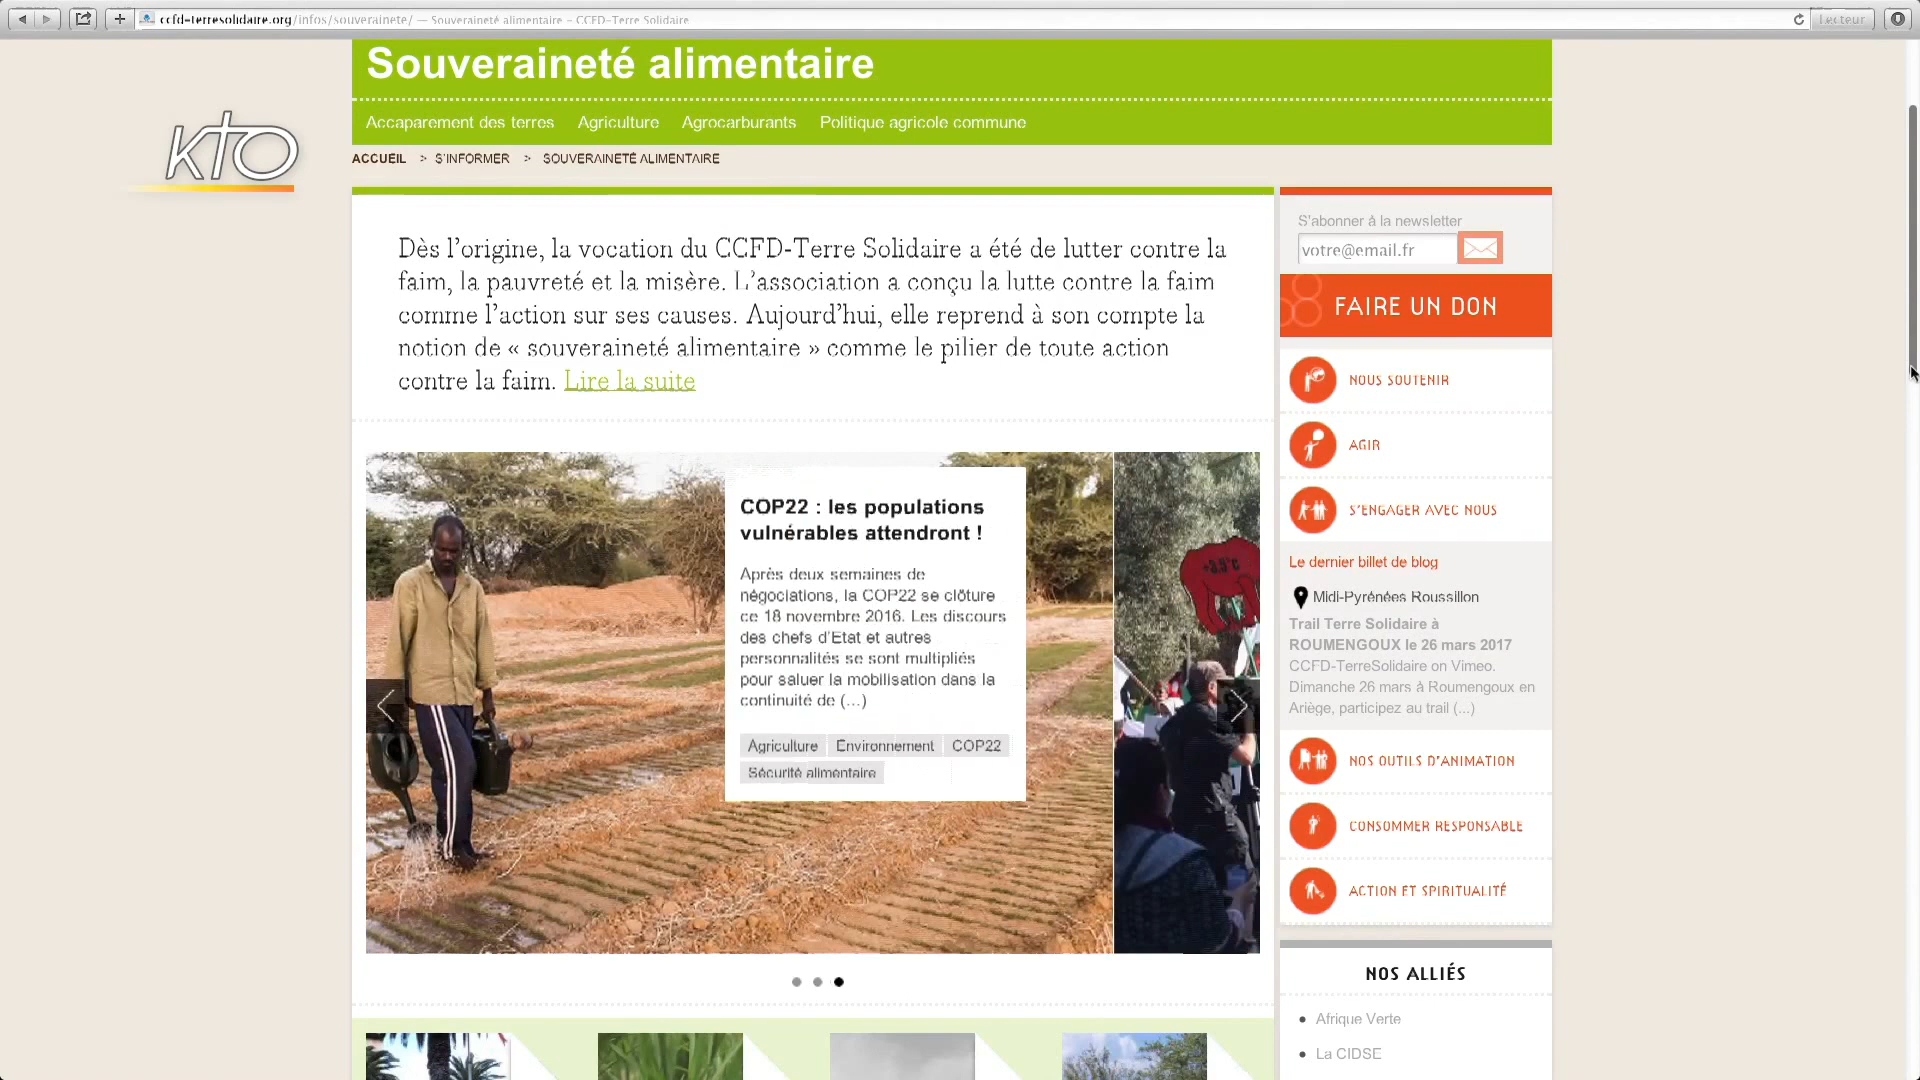 ccfd-terresolidaire.org/infos/souverainete/ — Souveraineté alimentaire - CCFD-Terre Solidaire
Lecteur
Souveraineté alimentaire
Accaparement des terres Agriculture Agrocarburants Politique agricole commune
kto
ACCUEIL > S'INFORMER > SOUVERAINETÉ ALIMENTAIRE
Dès l'origine, la vocation du CCFD-Terre Solidaire a été de lutter contre la
faim, la pauvreté et la misère. L'association a conçu la lutte contre la faim
comme l'action sur ses causes. Aujourd'hui, elle reprend à son compte la
notion de « souveraineté alimentaire » comme le pilier de toute action
contre la faim. Lire la suite
COP22 : les populations
vulnérables attendront !
Après deux semaines de
négociations, la COP22 se clôture
ce 18 novembre 2016. Les discours
des chefs d'Etat et autres
personnalités se sont multipliés
pour saluer la mobilisation dans la
continuité de (...)
Agriculture Environnement COP22
Sécurité alimentaire
+3,9°C
S'abonner à la newsletter
votre@email.fr
FAIRE UN DON
NOUS SOUTENIR
AGIR
S'ENGAGER AVEC NOUS
Le dernier billet de blog
Midi-Pyrénées Roussillon
Trail Terre Solidaire à
ROUMENGOUX le 26 mars 2017
CCFD-TerreSolidaire on Vimeo.
Dimanche 26 mars à Roumengoux en
Ariège, participez au trail (...)
NOS OUTILS D'ANIMATION
CONSOMMER RESPONSABLE
ACTION ET SPIRITUALITÉ
NOS ALLIÉS
Afrique Verte
La CIDSE